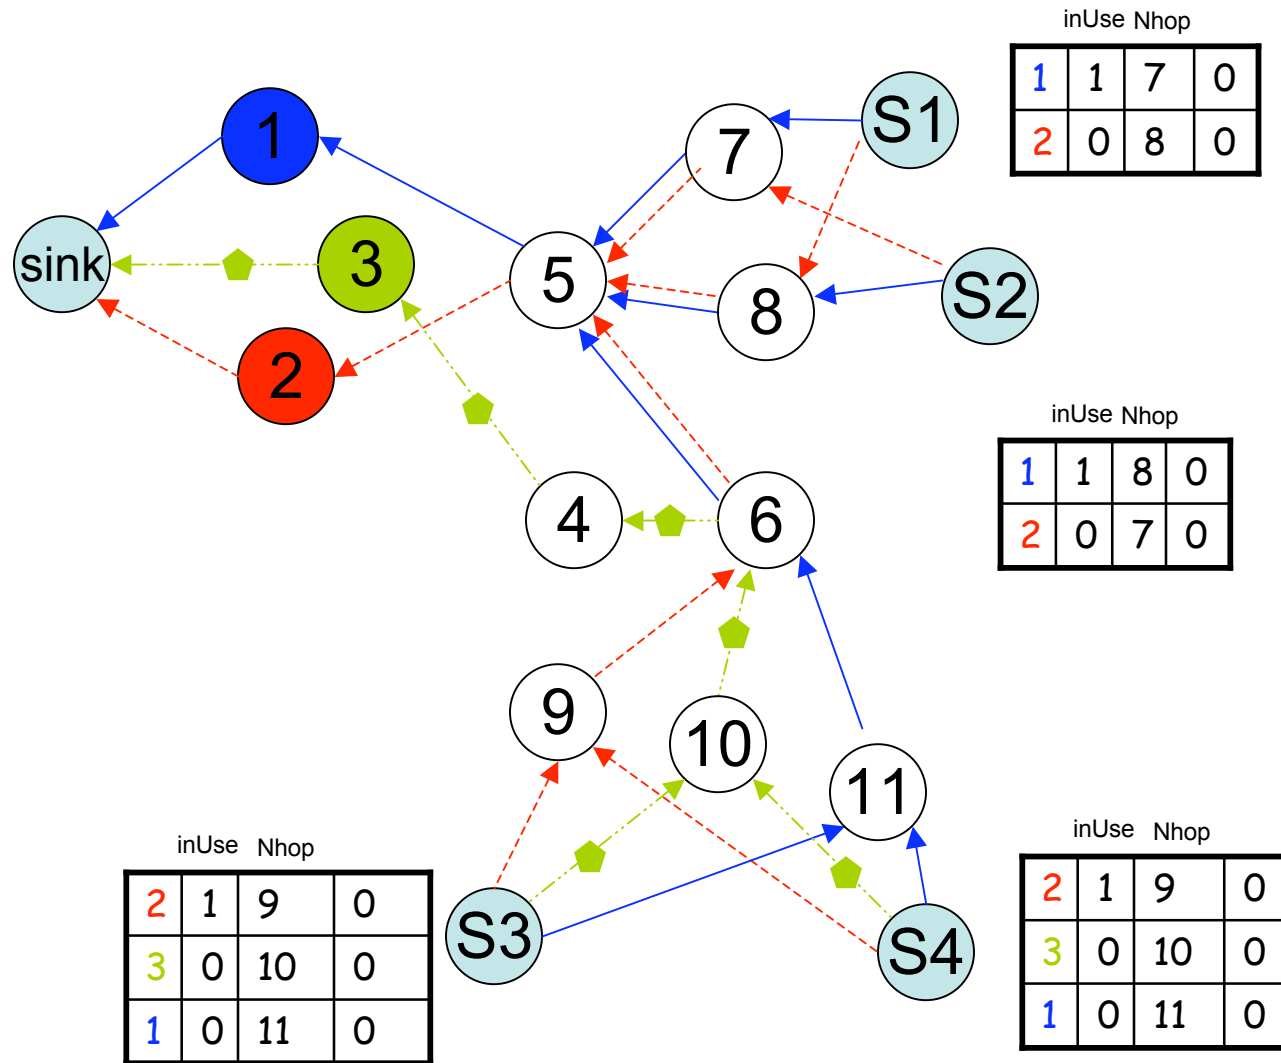 inUse Nhop
1 1 7 0
2 0 8 0
S1
1
7
sink
3
5
S2
8
2
inUse Nhop
1 1 8 0
2 0 7 0
4
6
9
10
11
inUse Nhop
2 1 9 0
3 0 10 0
1 0 11 0
S3
S4
inUse Nhop
2 1 9 0
3 0 10 0
1 0 11 0